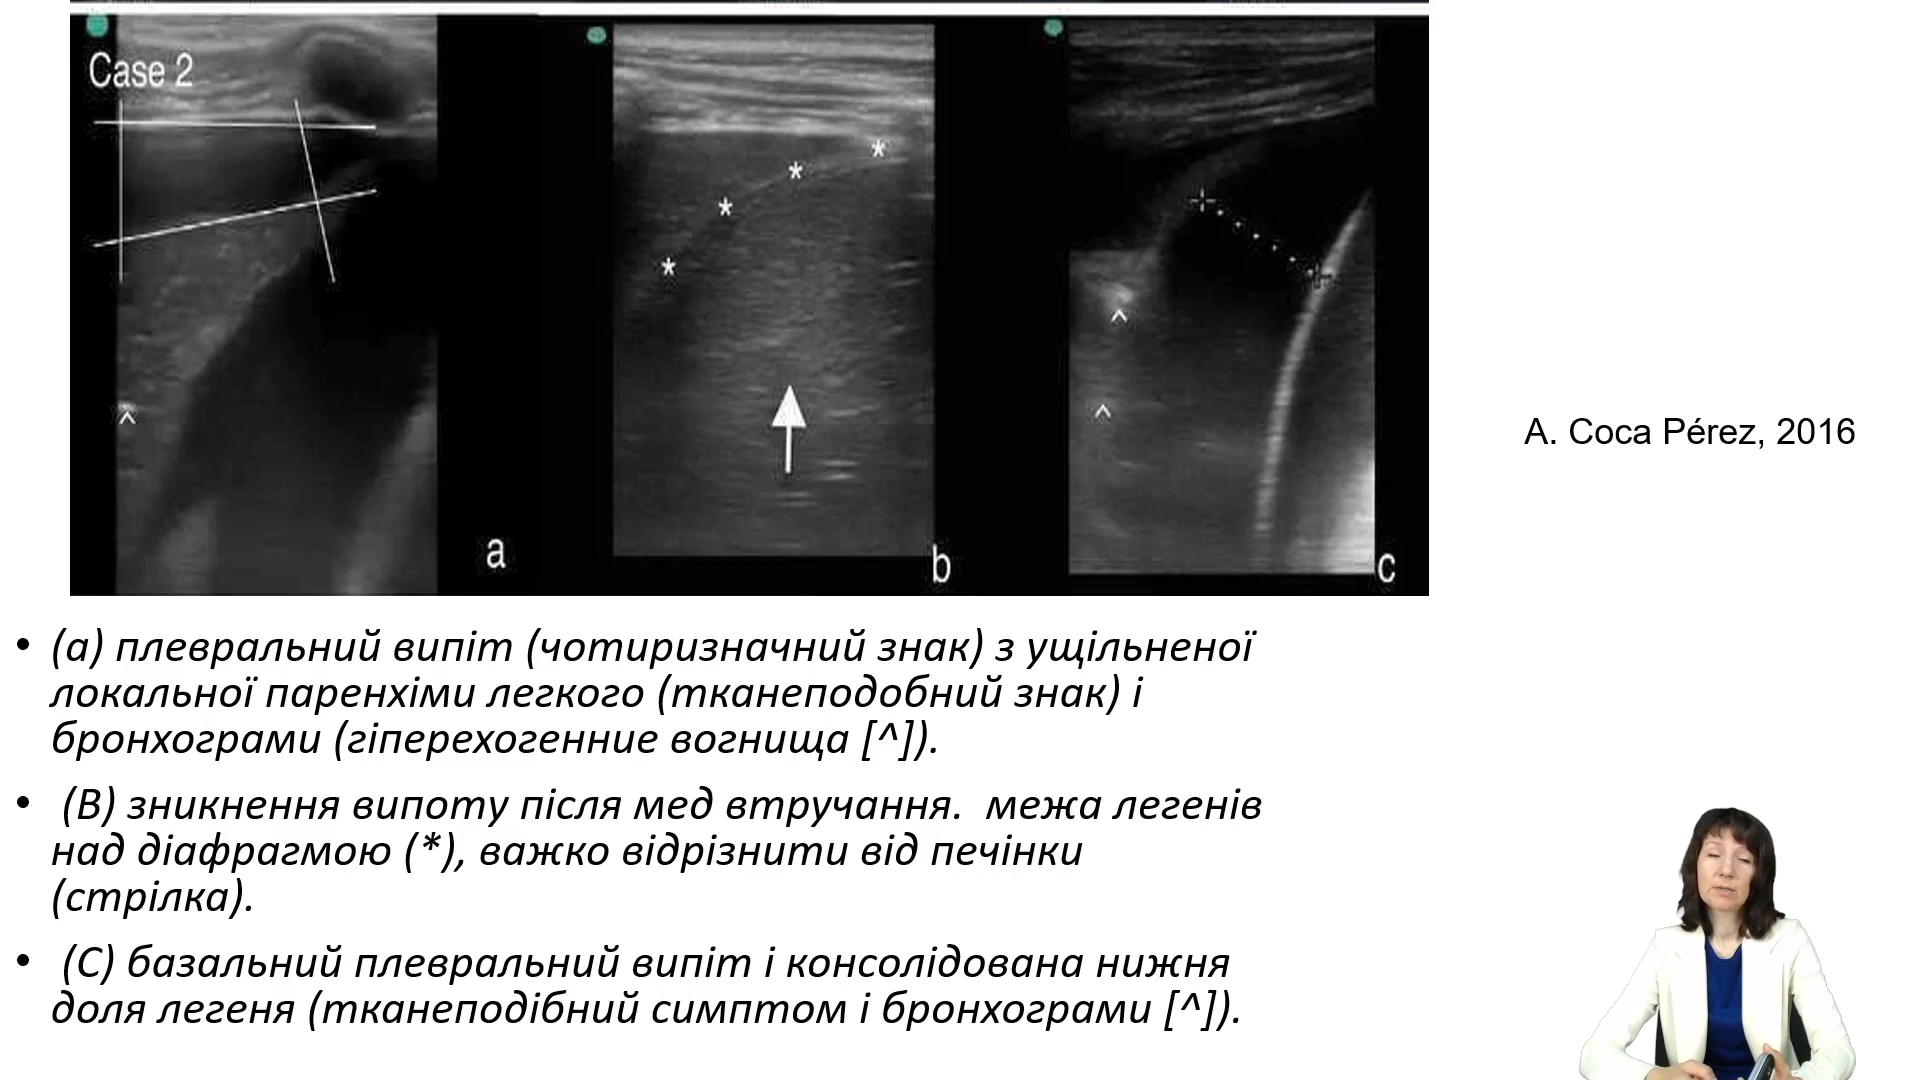 Case 2
* * * *
^
^
^
a
b
c
A. Coca Pérez, 2016
• (а) плевральний випіт (чотиризначний знак) з ущільненої
локальної паренхіми легкого (тканеподобний знак) і
бронхограми (гіперехогенние вогнища [^]).
• (В) зникнення випоту після мед втручання. межа легенів
над діафрагмою (*), важко відрізнити від печінки
(стрілка).
• (С) базальний плевральний випіт і консолідована нижня
доля легеня (тканеподібний симптом і бронхограми [^]).